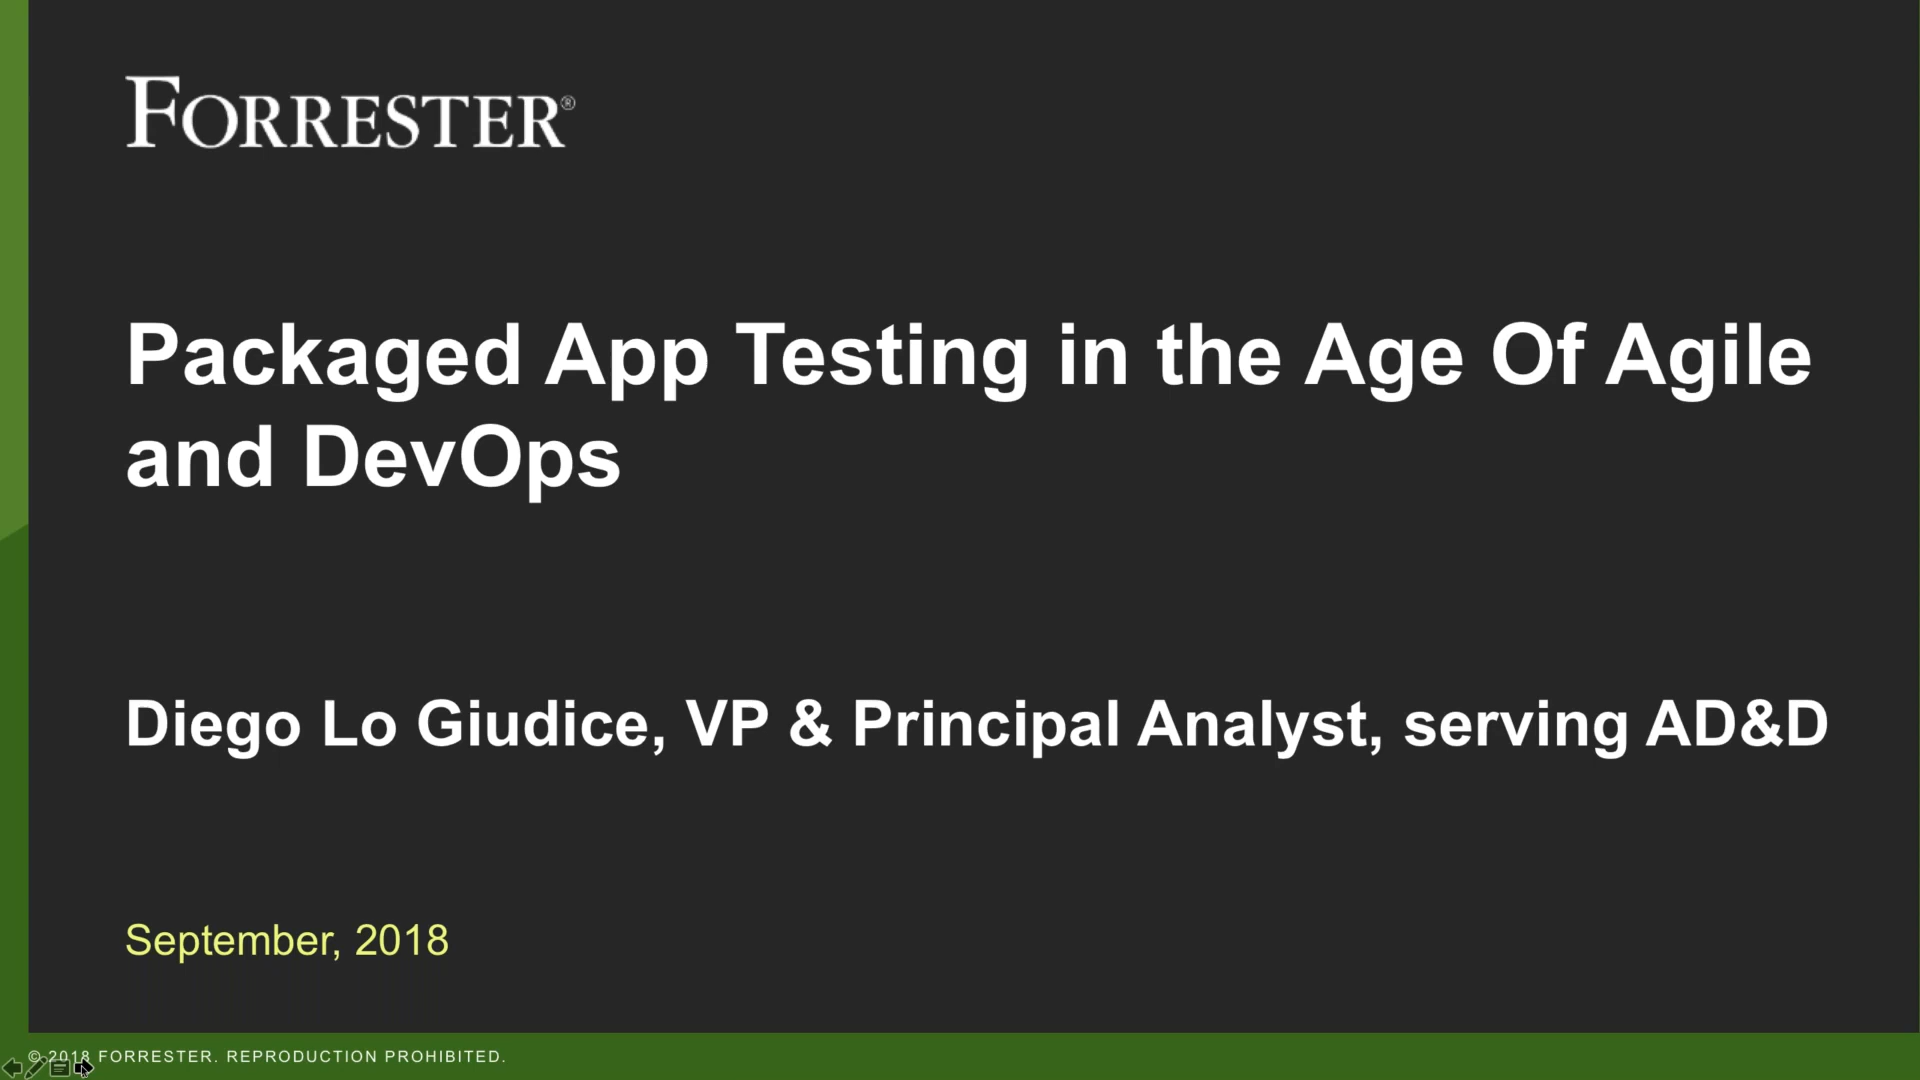 FORRESTER®
Packaged App Testing in the Age Of Agile
and DevOps
Diego Lo Giudice, VP & Principal Analyst, serving AD&D
September, 2018
© 2018 FORRESTER. REPRODUCTION PROHIBITED.